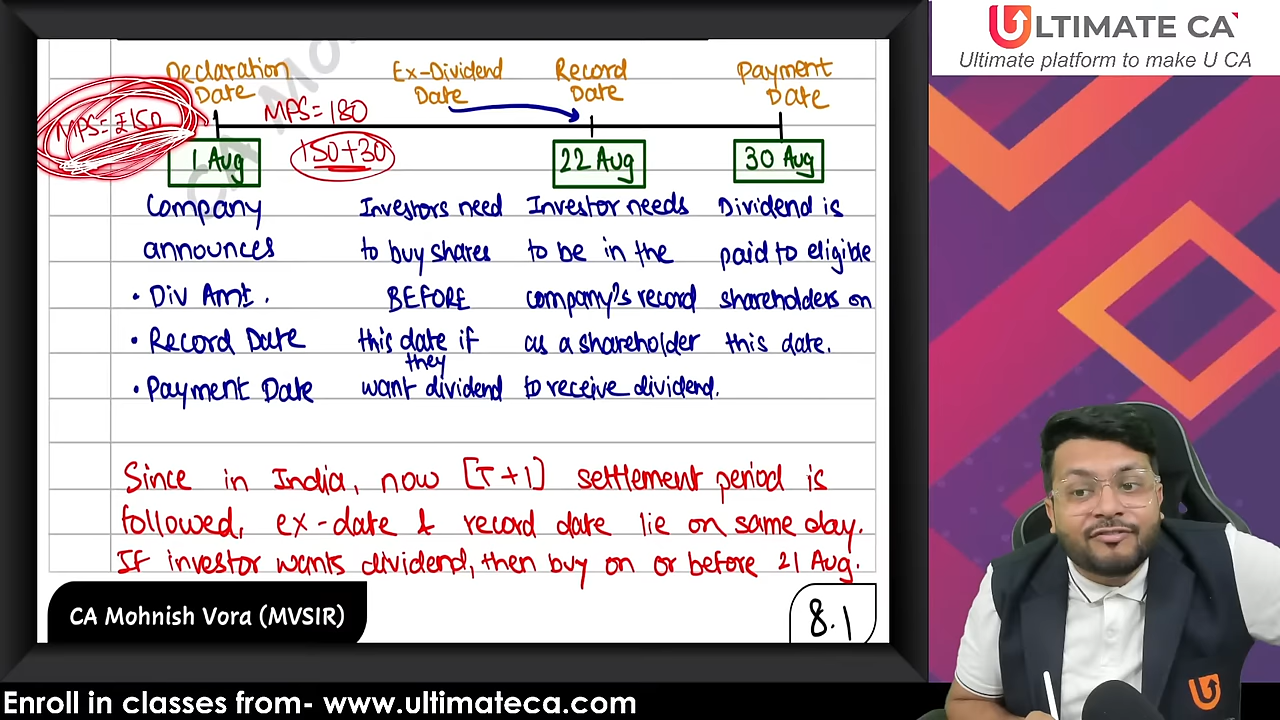 ULTIMATE CA
Ultimate platform to make U CA
CA MO
Declaration Date
Ex-Dividend Date
Record Date
Payment Date
MPS=₹150
MPS=180
150+30
1 Aug
22 Aug
30 Aug
Company announces
• Div Amt.
• Record Date
• Payment Date
Investors need
to buy shares
BEFORE
this date if
they
want dividend
Investor needs
to be in the
company's record
as a shareholder
to receive dividend.
Dividend is
paid to eligible
shareholders on
this date.
Since in India, now [T+1] settlement period is
followed, ex-date & record date lie on same day.
If investor wants dividend, then buy on or before 21 Aug.
CA Mohnish Vora (MVSIR)
8.1
Enroll in classes from- www.ultimateca.com